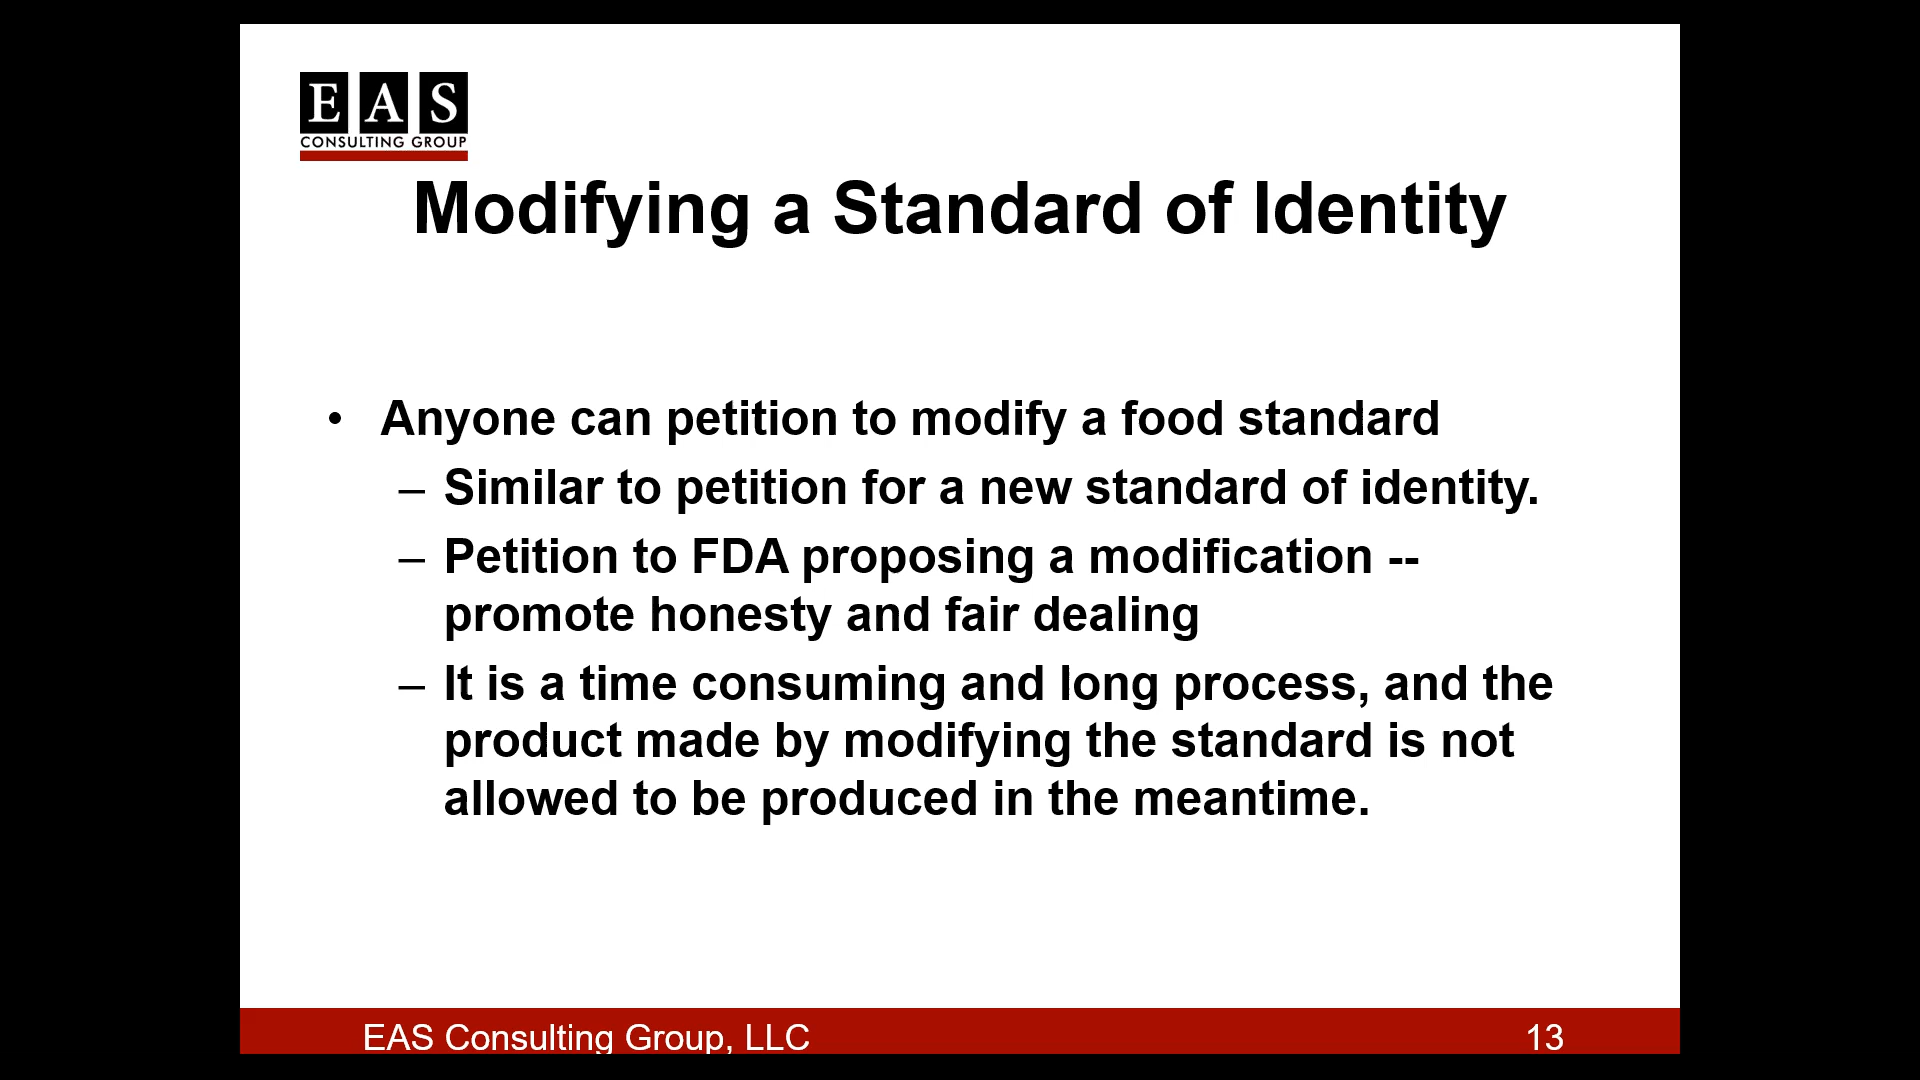 E A S
CONSULTING GROUP
Modifying a Standard of Identity
• Anyone can petition to modify a food standard
– Similar to petition for a new standard of identity.
– Petition to FDA proposing a modification --
promote honesty and fair dealing
– It is a time consuming and long process, and the
product made by modifying the standard is not
allowed to be produced in the meantime.
EAS Consulting Group, LLC
13